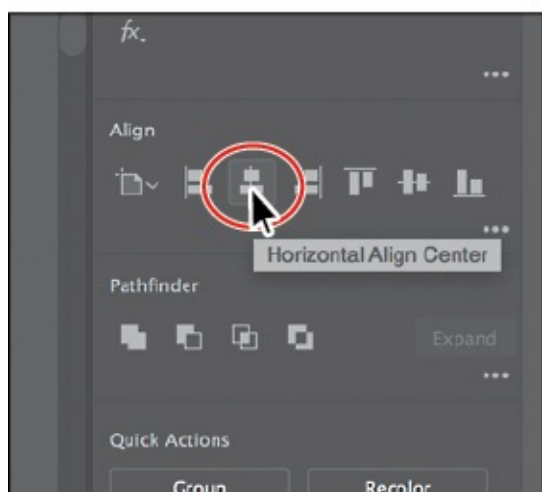 fx.
Align
Horizontal Align Center
Pathfinder
Expand
Quick Actions
Group Recolor